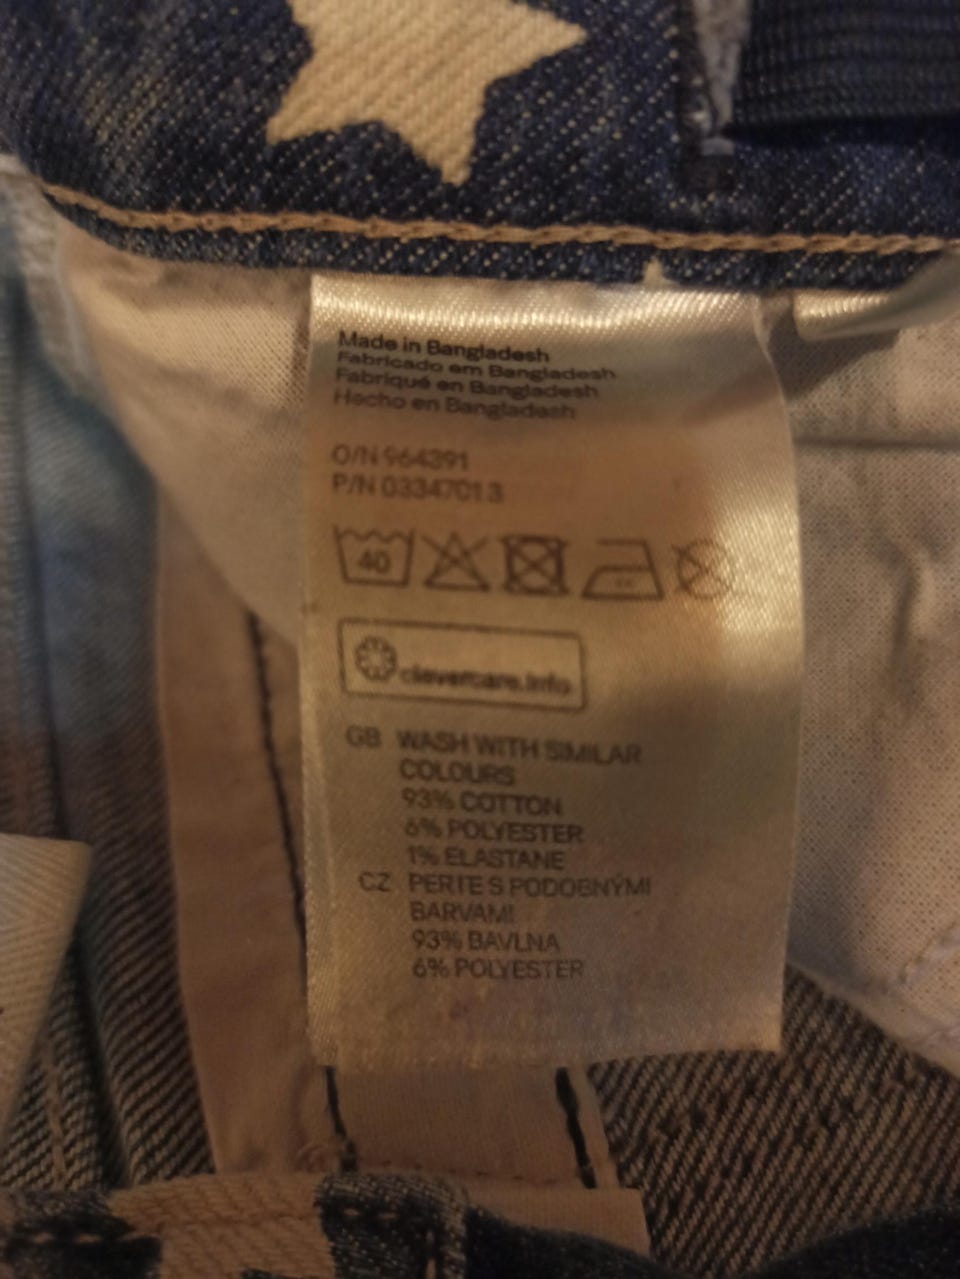 Made in Bangladesh
Fabricado em Bangladesh
Fabriqué en Bangladesh
Hecho en Bangladesh
O/N 964391
P/N 0334701 3
40
clevercare.info
GB WASH WITH SIMILAR
COLOURS
93% COTTON
6% POLYESTER
1% ELASTANE
CZ PERTE S PODOBNÝMI
BARVAMI
93% BAVLNA
6% POLYESTER